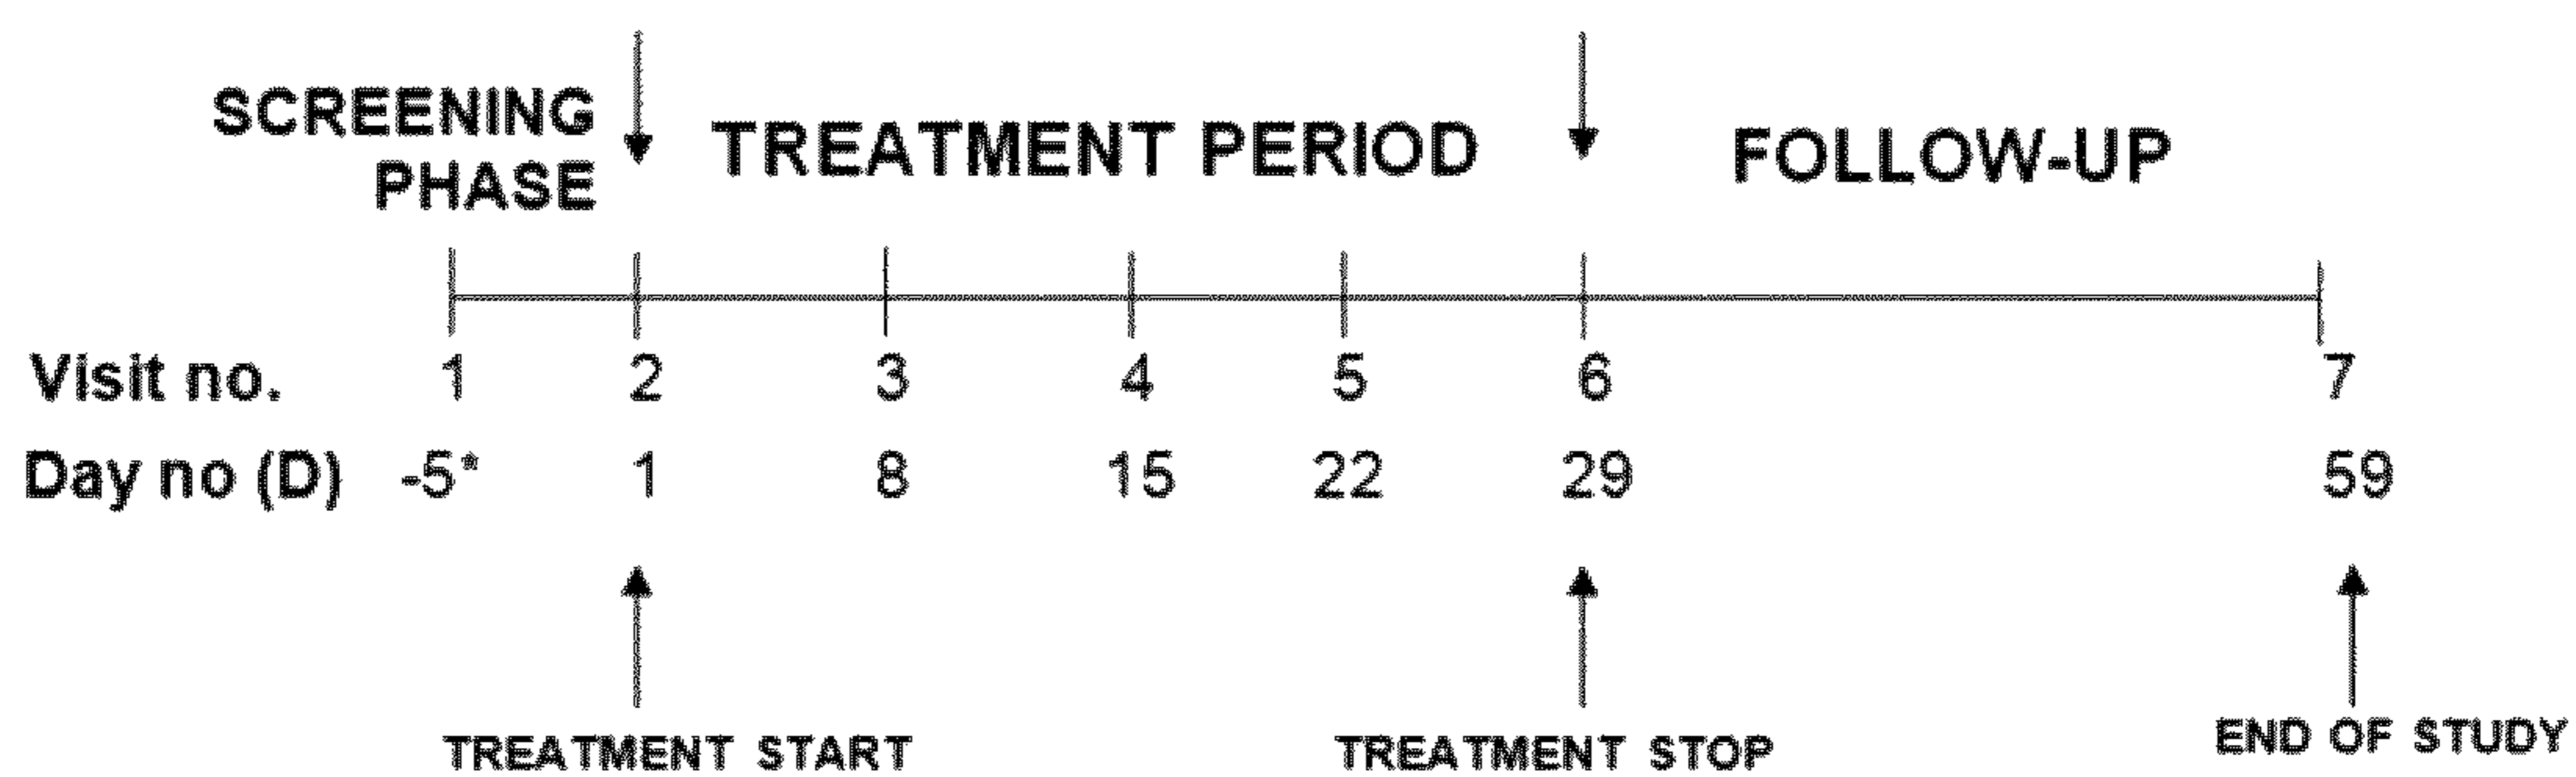 SCREENING
PHASE
TREATMENT PERIOD
FOLLOW-UP
Visit no. 1 2 3 4 5 6 7
Day no (D) -5* 1 8 15 22 29 59
TREATMENT START
TREATMENT STOP
END OF STUDY